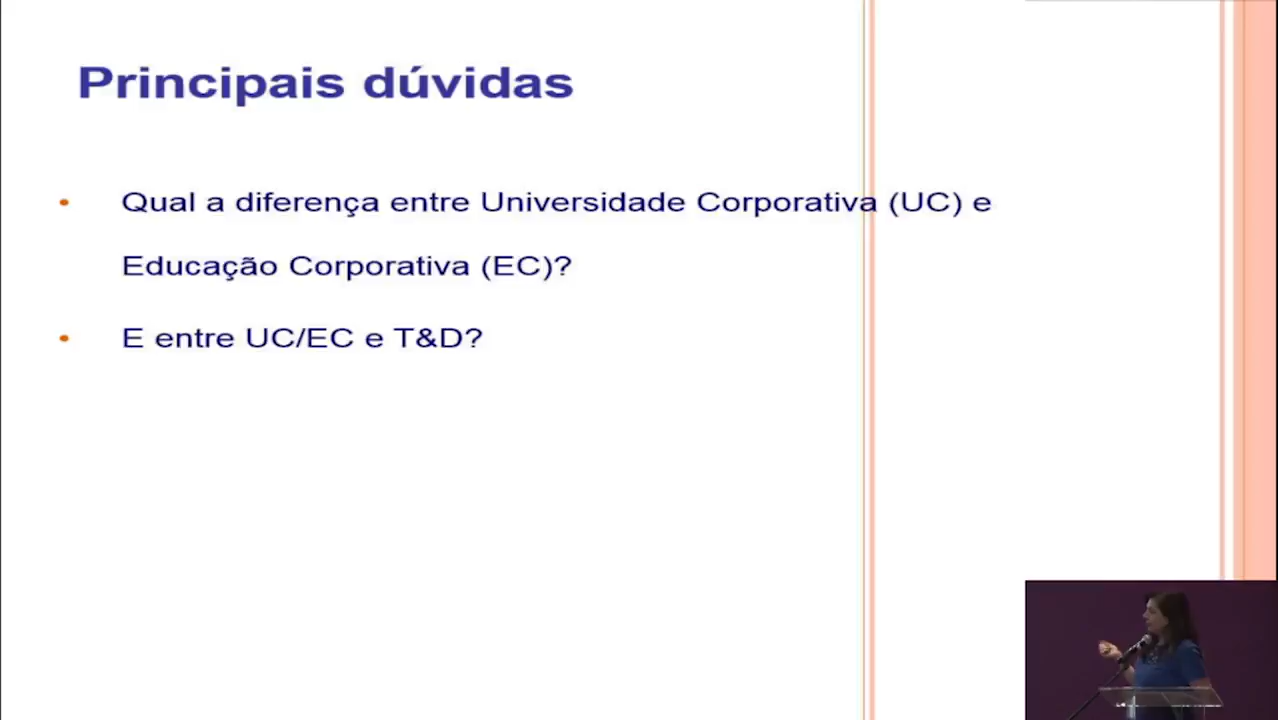 Principais dúvidas
• Qual a diferença entre Universidade Corporativa (UC) e
Educação Corporativa (EC)?
• E entre UC/EC e T&D?